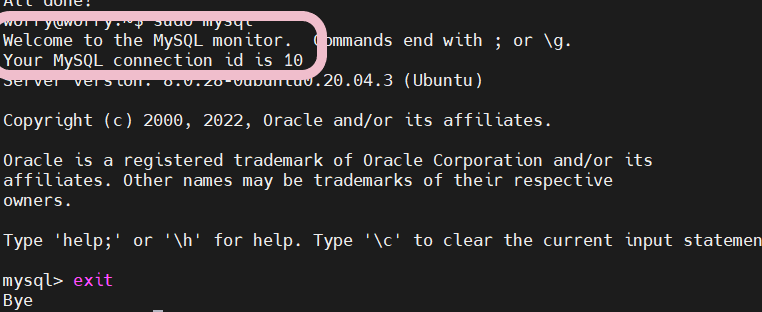 All done!
worry@worry:~$ sudo mysql
Welcome to the MySQL monitor.  Commands end with ; or \g.
Your MySQL connection id is 10
Server version: 8.0.28-0ubuntu0.20.04.3 (Ubuntu)
Copyright (c) 2000, 2022, Oracle and/or its affiliates.
Oracle is a registered trademark of Oracle Corporation and/or its
affiliates. Other names may be trademarks of their respective
owners.
Type 'help;' or '\h' for help. Type '\c' to clear the current input statemen
mysql> exit
Bye